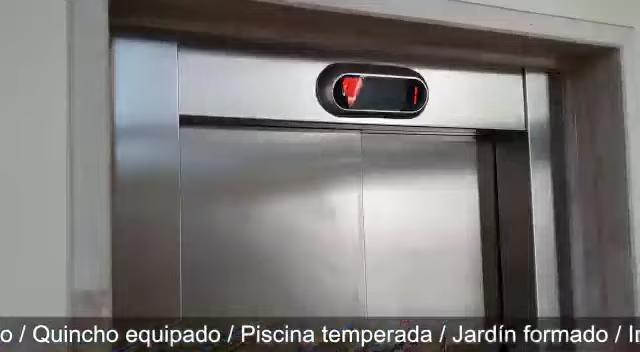 o / Quincho equipado / Piscina temperada / Jardín formado / I